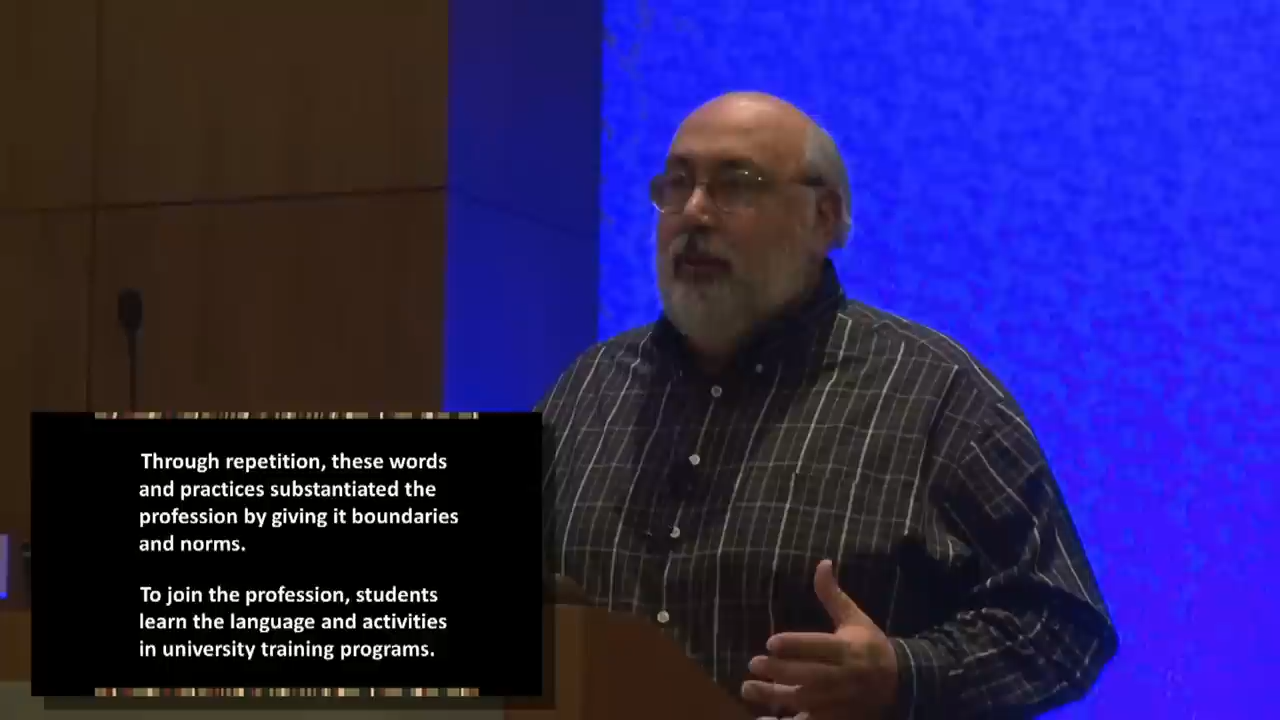 Through repetition, these words
and practices substantiated the
profession by giving it boundaries
and norms.
To join the profession, students
learn the language and activities
in university training programs.